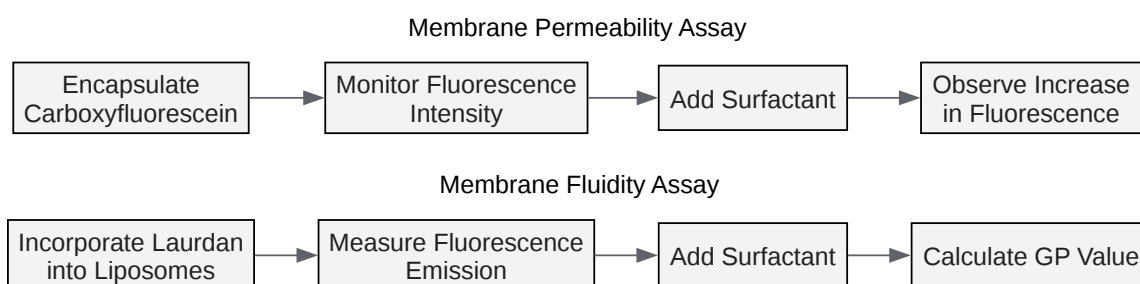 Membrane Permeability Assay
Encapsulate
Carboxyfluorescein
Monitor Fluorescence
Intensity
Add Surfactant
Observe Increase
in Fluorescence
Membrane Fluidity Assay
Incorporate Laurdan
into Liposomes
Measure Fluorescence
Emission
Add Surfactant
Calculate GP Value